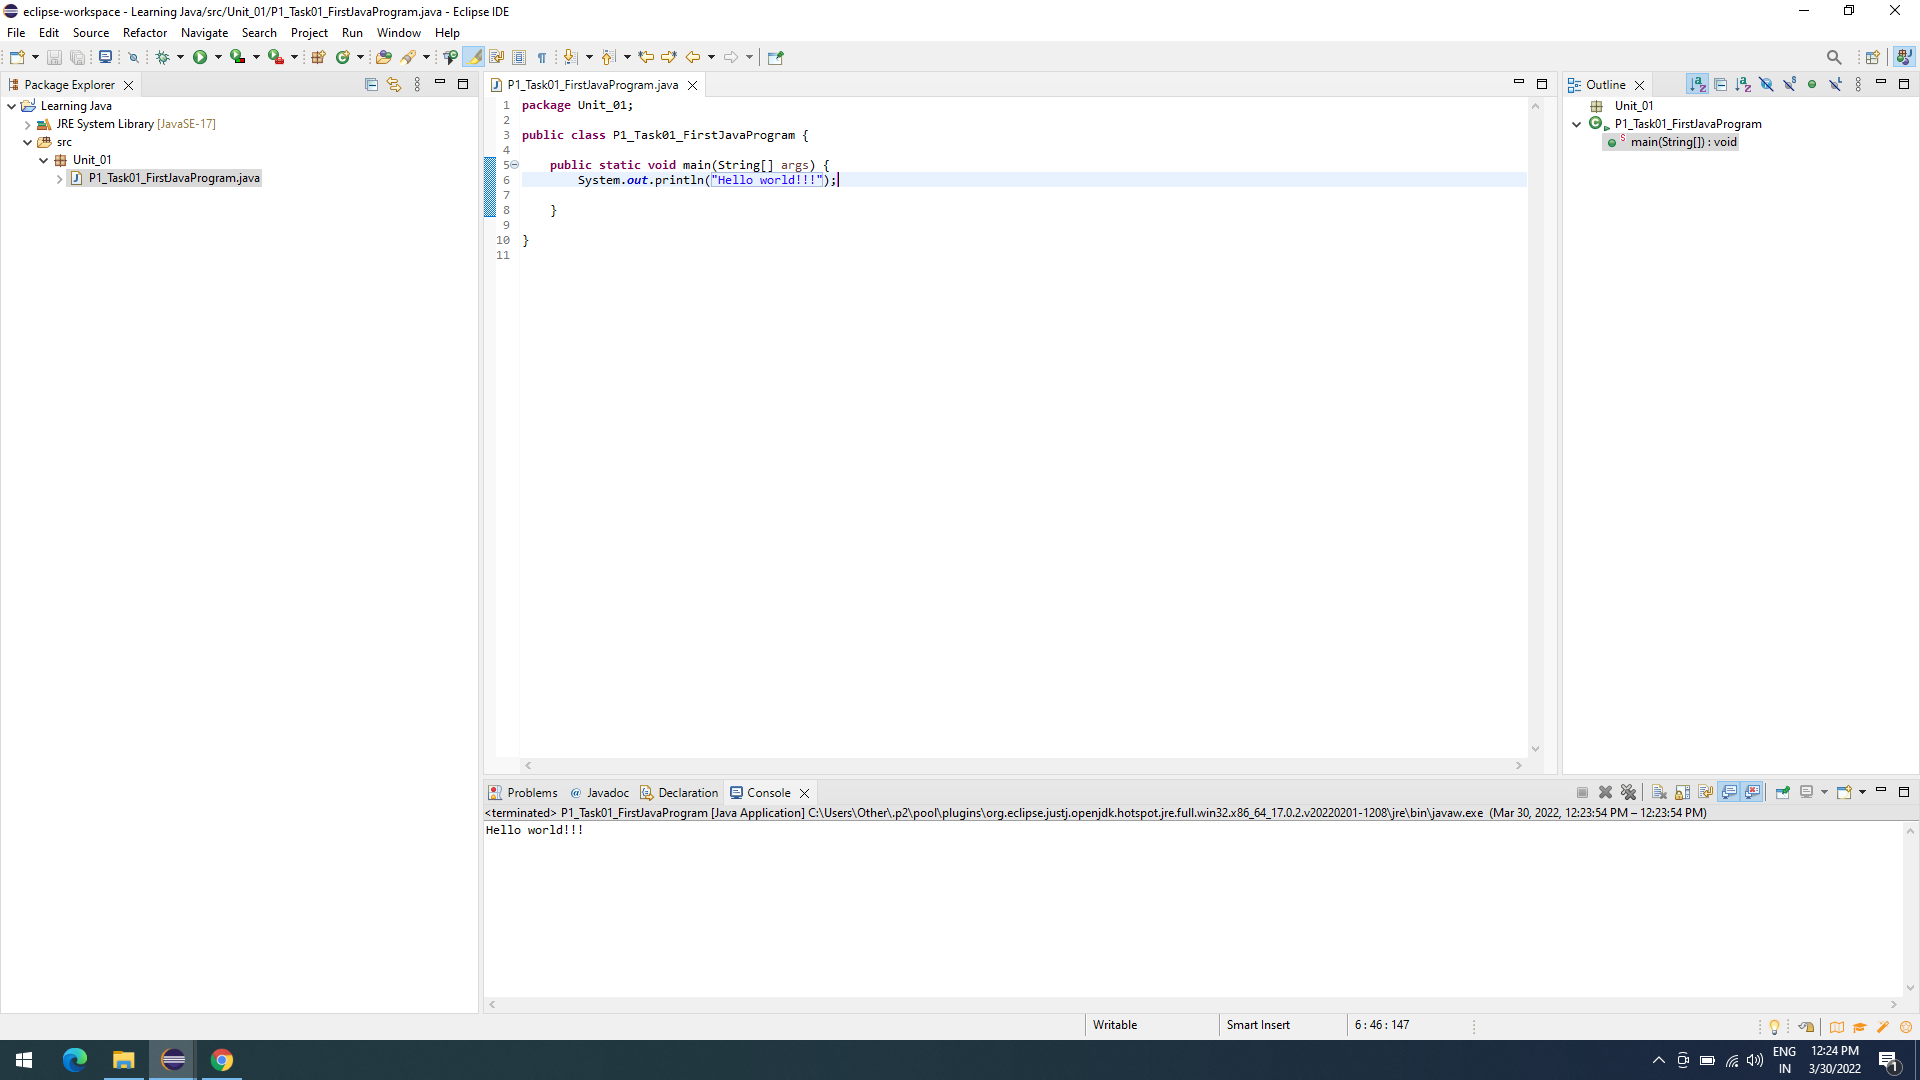 eclipse-workspace - Learning Java/src/Unit_01/P1_Task01_FirstJavaProgram.java - Eclipse IDE
File Edit Source Refactor Navigate Search Project Run Window Help
Package Explorer
Learning Java
JRE System Library [JavaSE-17]
src
Unit_01
P1_Task01_FirstJavaProgram.java
P1_Task01_FirstJavaProgram.java
1 package Unit_01;
2
3 public class P1_Task01_FirstJavaProgram {
4
5 public static void main(String[] args) {
6 System.out.println("Hello world!!!");
7
8 }
9
10 }
11
Outline
Unit_01
P1_Task01_FirstJavaProgram
main(String[]) : void
Problems @ Javadoc Declaration Console
<terminated> P1_Task01_FirstJavaProgram [Java Application] C:\Users\Other\.p2\pool\plugins\org.eclipse.justj.openjdk.hotspot.jre.full.win32.x86_64_17.0.2.v20220201-1208\jre\bin\javaw.exe (Mar 30, 2022, 12:23:54 PM – 12:23:54 PM)
Hello world!!!
Writable Smart Insert 6 : 46 : 147
ENG
IN
12:24 PM
3/30/2022
1